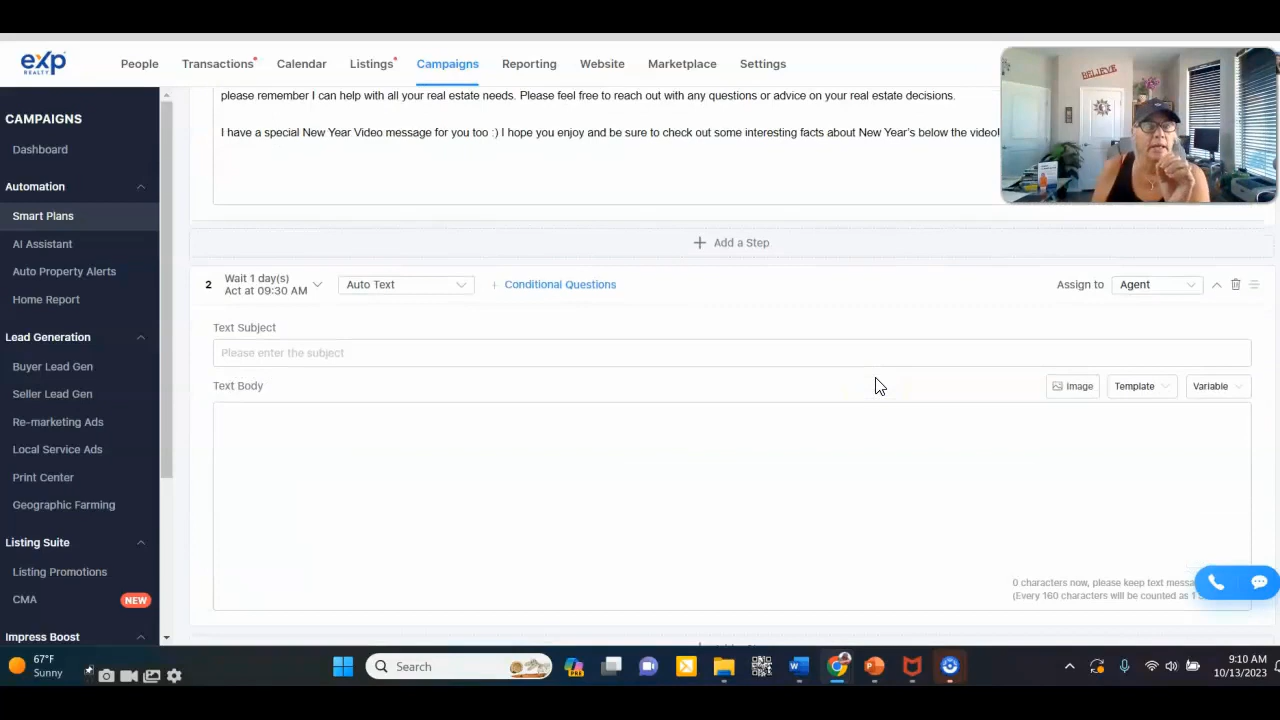 exp
REALTY
People
Transactions
Calendar
Listings
Campaigns
Reporting
Website
Marketplace
Settings
BELIEVE
CAMPAIGNS
Dashboard
Automation
Smart Plans
AI Assistant
Auto Property Alerts
Home Report
Lead Generation
Buyer Lead Gen
Seller Lead Gen
Re-marketing Ads
Local Service Ads
Print Center
Geographic Farming
Listing Suite
Listing Promotions
CMA NEW
Impress Boost
please remember I can help with all your real estate needs. Please feel free to reach out with any questions or advice on your real estate decisions.
I have a special New Year Video message for you too :) I hope you enjoy and be sure to check out some interesting facts about New Year's below the video!
+ Add a Step
2
Wait 1 day(s)
Act at 09:30 AM
Auto Text
+ Conditional Questions
Assign to
Agent
Text Subject
Please enter the subject
Text Body
Image
Template
Variable
0 characters now, please keep text
(Every 160 characters will be counted as 1
67°F
Sunny
Search
PRE
9:10 AM
10/13/2023